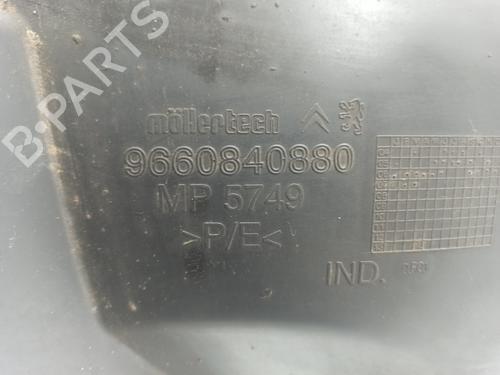 B-PARTS
möllertech
9660840880
MP 5749
>P/E<
IND.